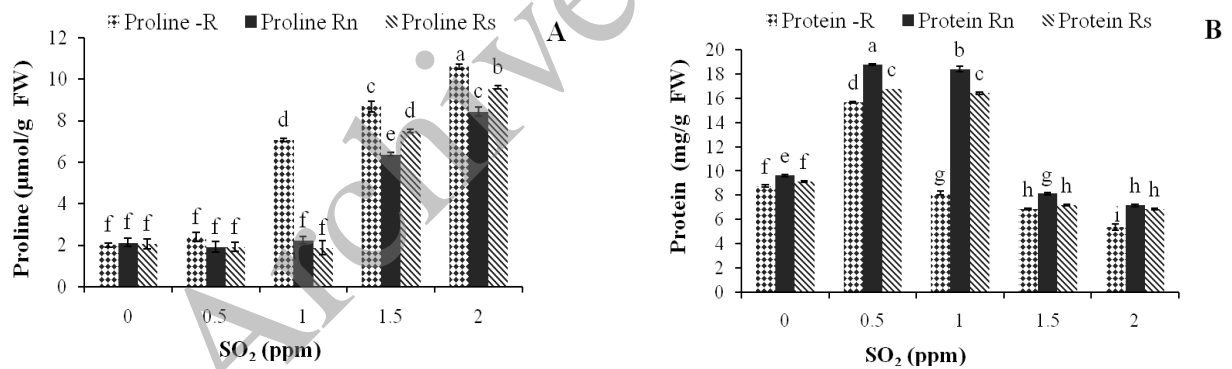 Proline -R Proline Rn Proline Rs
A
12
10
8
6
4
2
0
Proline (µmol/g FW)
f f f
f f f
d f f
c e d
a c b
0 0.5 1 1.5 2
SO₂ (ppm)
Protein -R Protein Rn Protein Rs
B
20
18
16
14
12
10
8
6
4
2
0
Protein (mg/g FW)
f e f
d a c
g b c
h g h
i h h
0 0.5 1 1.5 2
SO₂ (ppm)
Archive